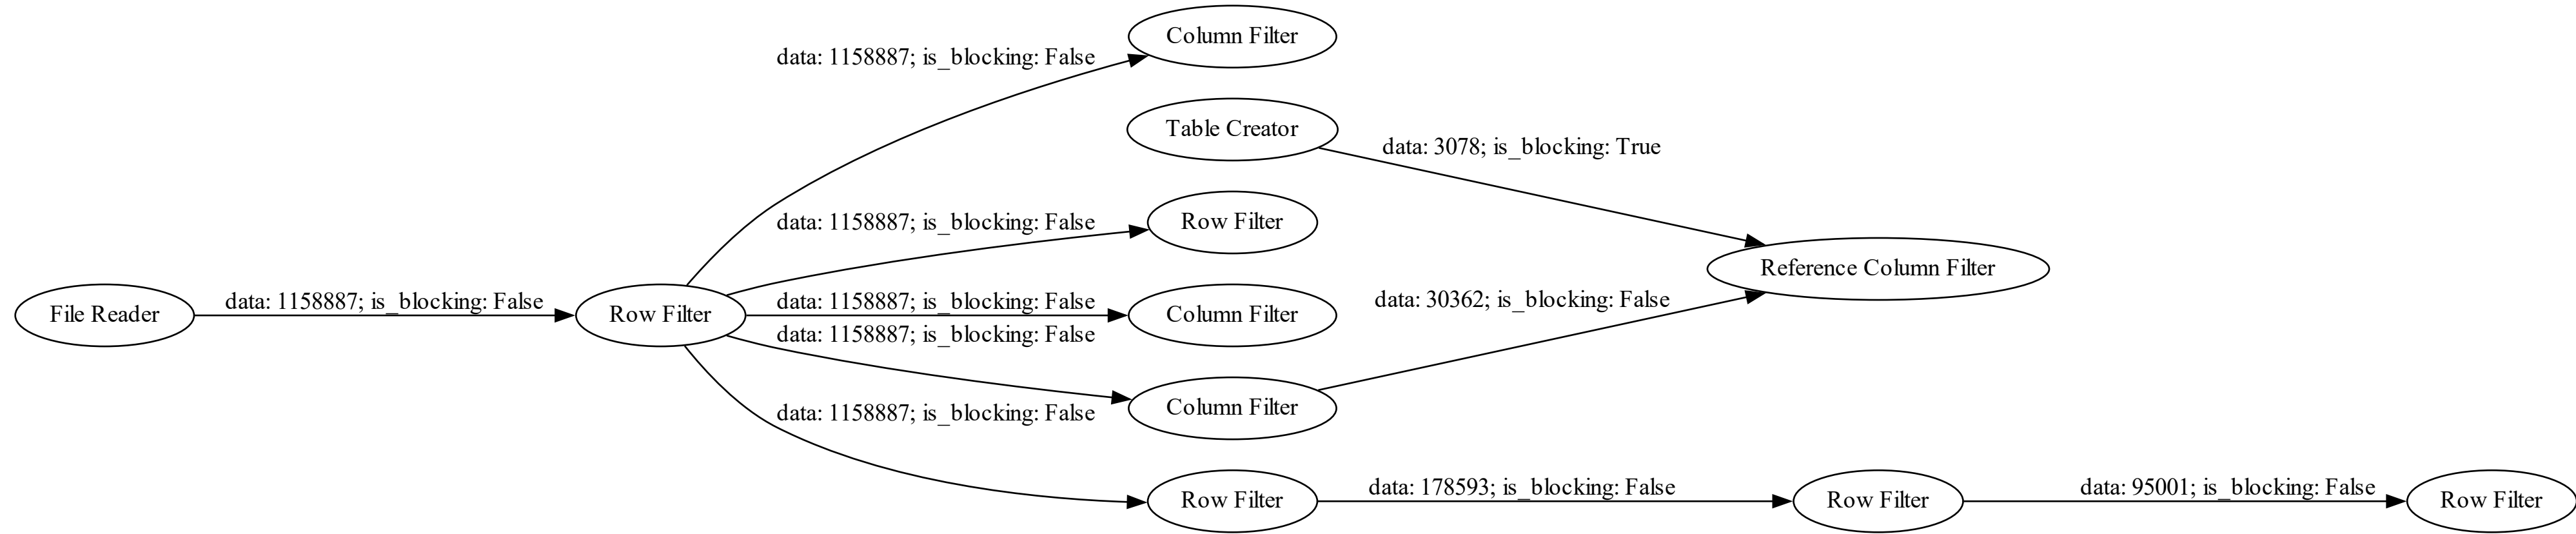 Column Filter
data: 1158887; is_blocking: False
Table Creator
data: 3078; is_blocking: True
Row Filter
data: 1158887; is_blocking: False
Reference Column Filter
File Reader
data: 1158887; is_blocking: False
Row Filter
data: 1158887; is_blocking: False
Column Filter
data: 30362; is_blocking: False
data: 1158887; is_blocking: False
Column Filter
data: 1158887; is_blocking: False
Row Filter
data: 178593; is_blocking: False
Row Filter
data: 95001; is_blocking: False
Row Filter